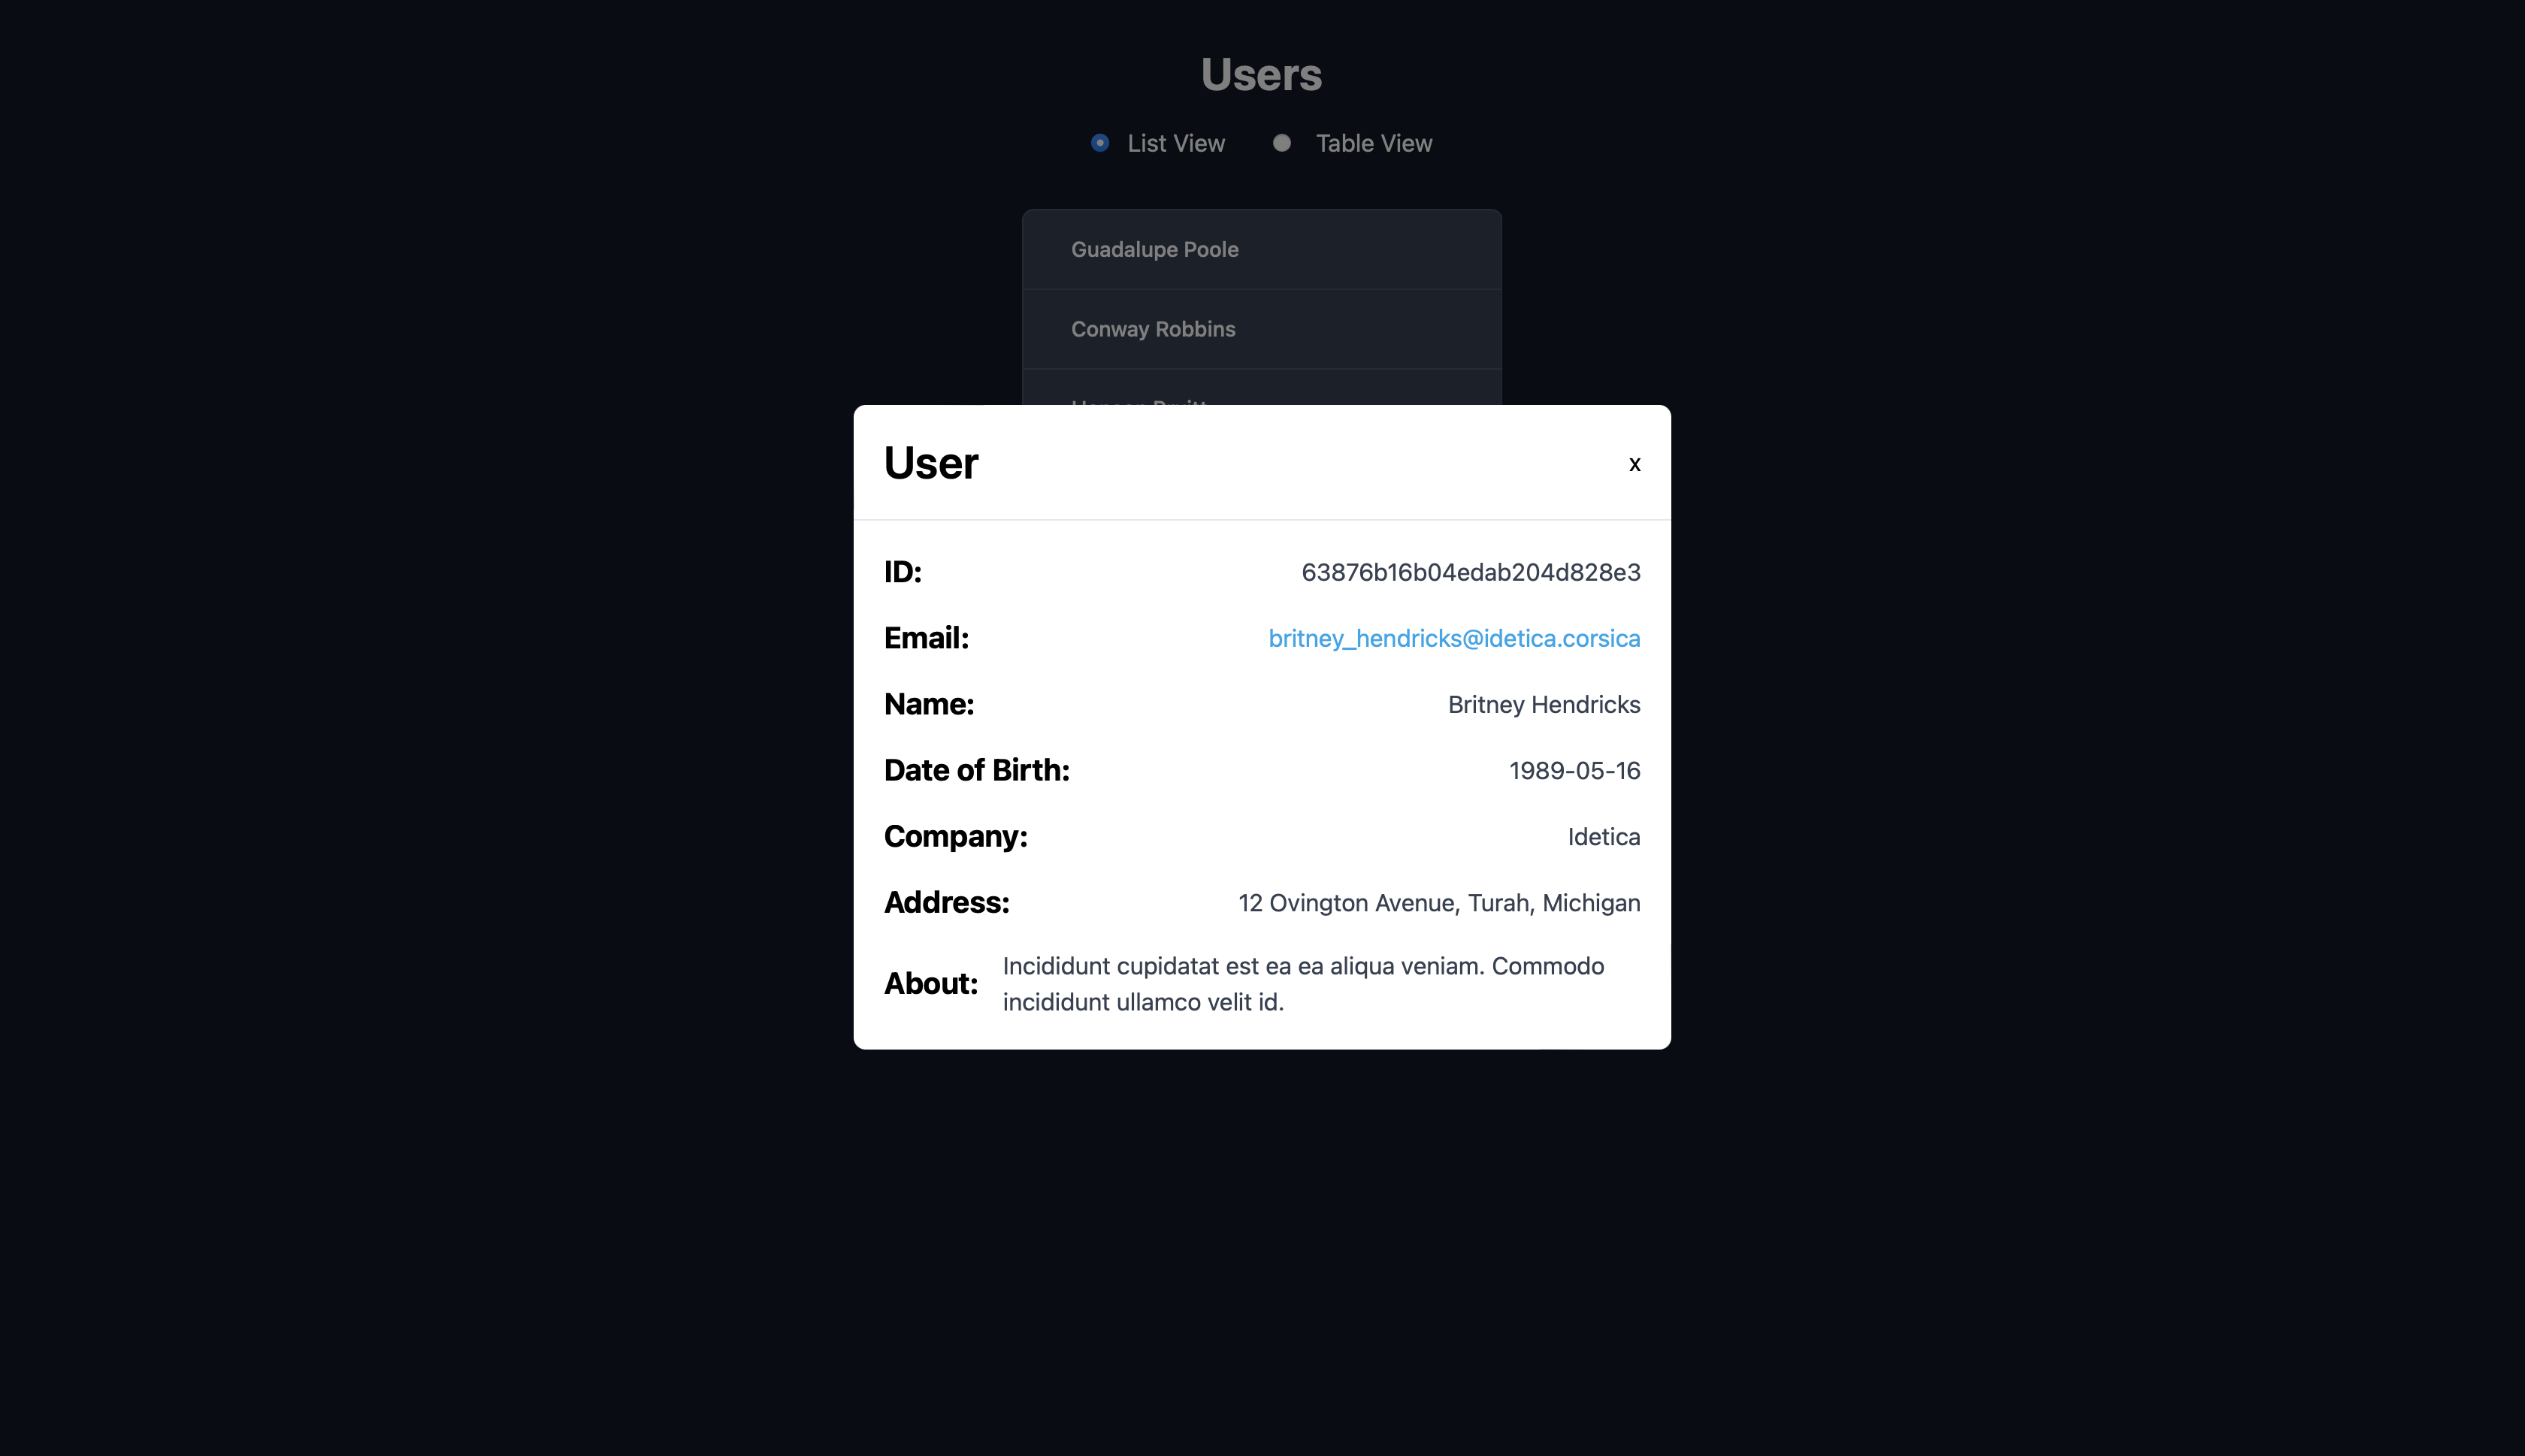 Users
List View Table View
Guadalupe Poole
Conway Robbins
User x
ID: 63876b16b04edab204d828e3
Email: britney_hendricks@idetica.corsica
Name: Britney Hendricks
Date of Birth: 1989-05-16
Company: Idetica
Address: 12 Ovington Avenue, Turah, Michigan
About: Incididunt cupidatat est ea ea aliqua veniam. Commodo
incididunt ullamco velit id.